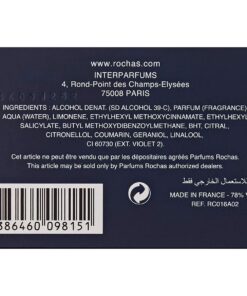 www.rochas.com
INTERPARFUMS
4, Rond-Point des Champs-Elysées
75008 PARIS
INGREDIENTS : ALCOHOL DENAT. (SD ALCOHOL 39-C), PARFUM (FRAGRANCE),
AQUA (WATER), LIMONENE, ETHYLHEXYL METHOXYCINNAMATE, ETHYLHEXYL
SALICYLATE, BUTYL METHOXYDIBENZOYLMETHANE, BHT, CITRAL,
CITRONELLOL, COUMARIN, GERANIOL, LINALOOL,
CI 60730 (EXT. VIOLET 2).
Cet article ne peut être vendu que par les dépositaires agréés Parfums Rochas.
This article may only be sold by Parfums Rochas authorized dealers.
للاستعمال الخارجي فقط
MADE IN FRANCE - 78%
REF. RC016A02
386460 098151